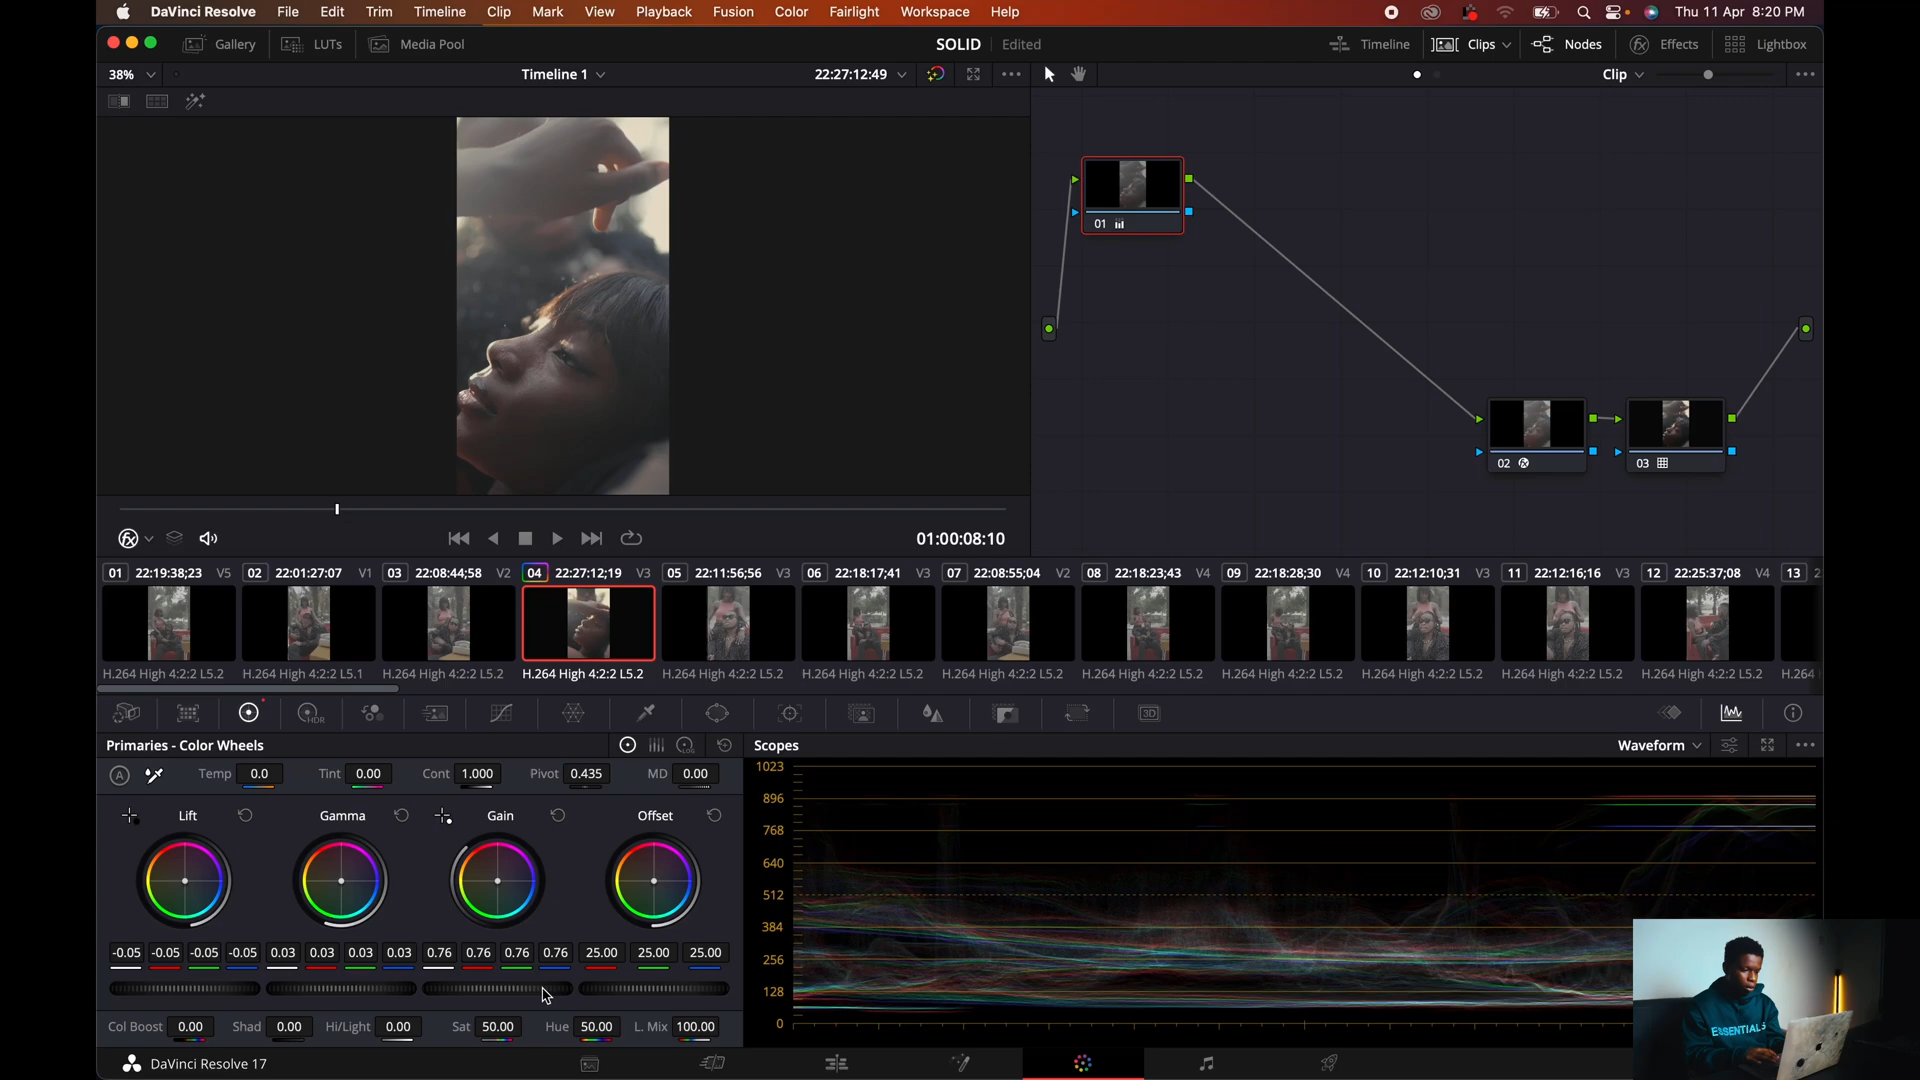 DaVinci Resolve File Edit Trim Timeline Clip Mark View Playback Fusion Color Fairlight Workspace Help Thu 11 Apr 8:20 PM
Gallery LUTs Media Pool SOLID Edited Timeline Clips Nodes Effects Lightbox
38% Timeline 1 22:27:12:49 Clip
01
02 03
01:00:08:10
01 22:19:38;23 V5 02 22:01:27:07 V1 03 22:08:44;58 V2 04 22:27:12;19 V3 05 22:11:56;56 V3 06 22:18:17;41 V3 07 22:08:55;04 V2 08 22:18:23;43 V4 09 22:18:28;30 V4 10 22:12:10;31 V3 11 22:12:16;16 V3 12 22:25:37;08 V4 13 2
H.264 High 4:2:2 L5.2 H.264 High 4:2:2 L5.1 H.264 High 4:2:2 L5.2 H.264 High 4:2:2 L5.2 H.264 High 4:2:2 L5.2 H.264 High 4:2:2 L5.2 H.264 High 4:2:2 L5.2 H.264 High 4:2:2 L5.2 H.264 High 4:2:2 L5.2 H.264 High 4:2:2 L5.2 H.264 High 4:2:2 L5.2 H.264 High 4:2:2 L5.2 H.264
HDR 3D
Primaries - Color Wheels LOG Scopes Waveform
A Temp 0.0 Tint 0.00 Cont 1.000 Pivot 0.435 MD 0.00
Lift Gamma Gain Offset
-0.05 -0.05 -0.05 -0.05 0.03 0.03 0.03 0.03 0.76 0.76 0.76 0.76 25.00 25.00 25.00
Col Boost 0.00 Shad 0.00 Hi/Light 0.00 Sat 50.00 Hue 50.00 L. Mix 100.00
1023
896
768
640
512
384
256
128
0
ESSENTIALS
DaVinci Resolve 17